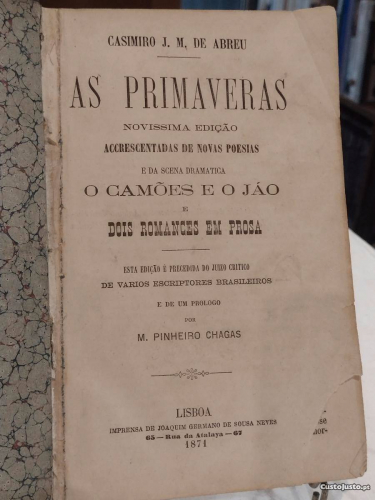 CASIMIRO J. M. DE ABREU
AS PRIMAVERAS
NOVISSIMA EDIÇÃO
ACCRESCENTADAS DE NOVAS POESIAS
E DA SCENA DRAMATICA
O CAMÕES E O JÁO
E
DOIS ROMANCES EM PROSA
ESTA EDIÇÃO É PRECEDIDA DO JUIZO CRITICO
DE VARIOS ESCRIPTORES BRASILEIROS
E DE UM PROLOGO
POR
M. PINHEIRO CHAGAS
LISBOA
IMPRENSA DE JOAQUIM GERMANO DE SOUSA NEVES
65—Rua da Atalaya—67
1871
CustoJusto.pt